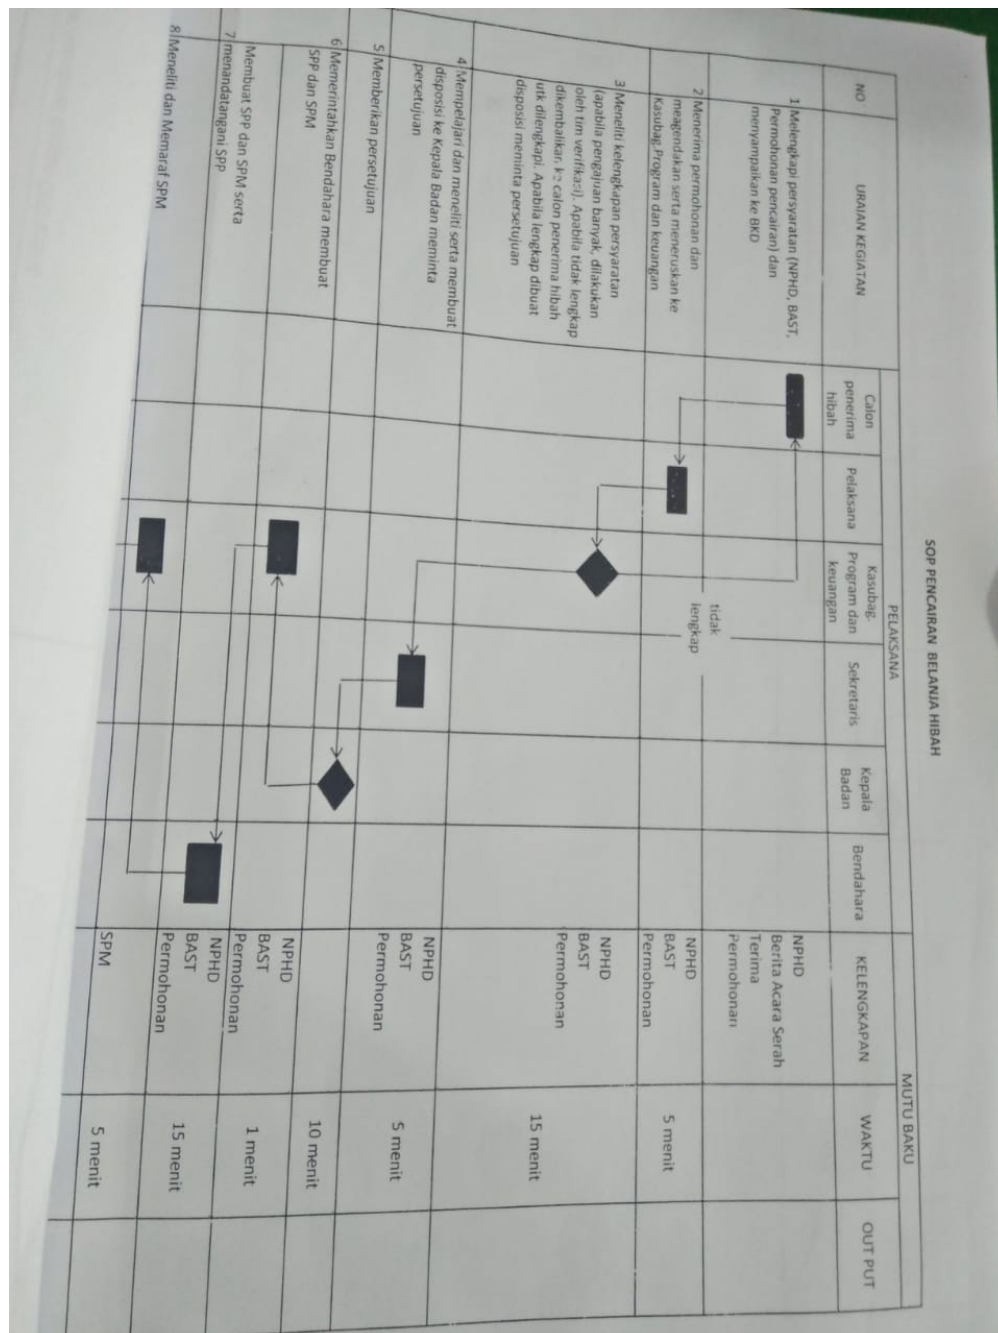 SOP PENCAIRAN BELANJA HIBAH
NO
URAIAN KEGIATAN
PELAKSANA
MUTU BAKU
Calon
penerima
hibah
Pelaksana
Kasubag.
Program dan
keuangan
Sekretaris
Kepala
Badan
Bendahara
KELENGKAPAN
WAKTU
OUT PUT
1 Melengkapi persyaratan (NPHD, BAST,
Permohonan pencairan) dan
menyampaikan ke BKD
NPHD
Berita Acara Serah
Terima
Permohonan
tidak
lengkap
2 Menerima permohonan dan
meagendakan serta meneruskan ke
Kasubag Program dan keuangan
NPHD
BAST
Permohonan
5 menit
3 Meneliti kelengkapan persyaratan
(apabila pengajuan banyak, dilakukan
oleh tim verifikasi). Apabila tidak lengkap
dikembalikan ke calon penerima hibah
utk dilengkapi. Apabila lengkap dibuat
disposisi meminta persetujuan
NPHD
BAST
Permohonan
15 menit
4 Mempelajari dan meneliti serta membuat
disposisi ke Kepala Badan meminta
persetujuan
NPHD
BAST
Permohonan
5 menit
5 Memberikan persetujuan
10 menit
6 Memerintahkan Bendahara membuat
SPP dan SPM
NPHD
BAST
Permohonan
1 menit
Membuat SPP dan SPM serta
7 menandatangani SPP
NPHD
BAST
Permohonan
15 menit
8 Meneliti dan Memaraf SPM
SPM
5 menit